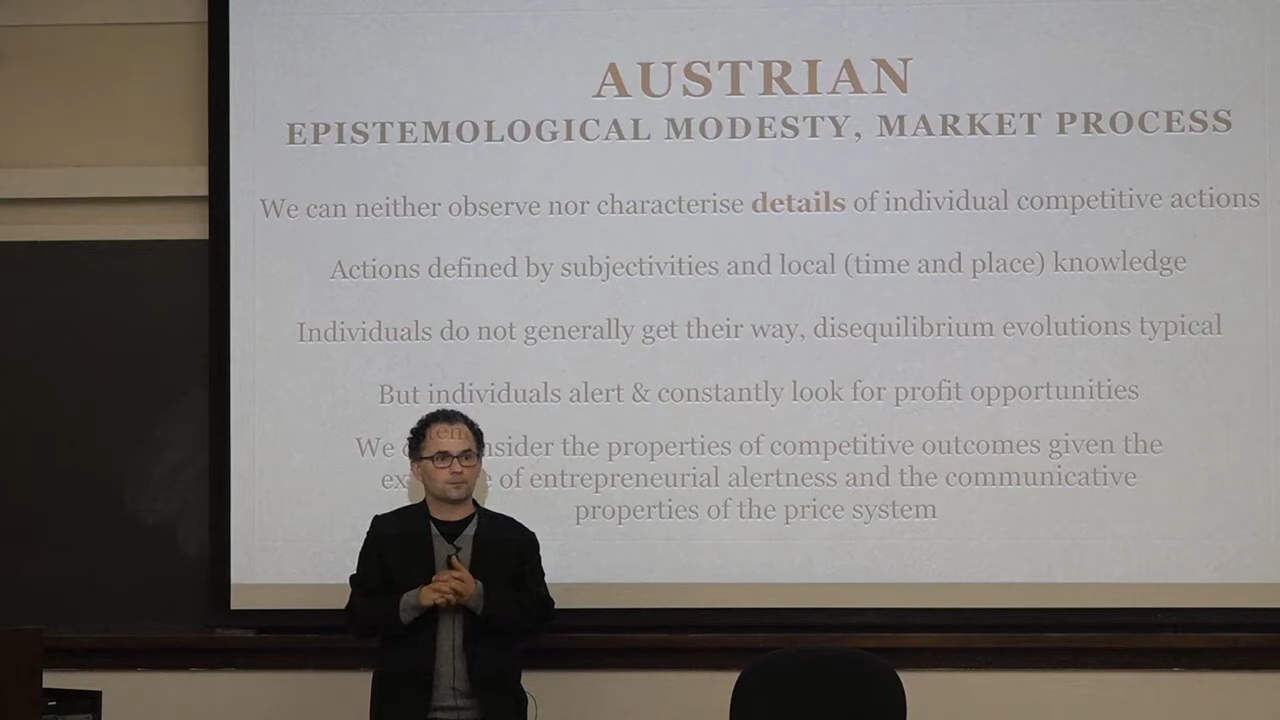 AUSTRIAN
EPISTEMOLOGICAL MODESTY, MARKET PROCESS
We can neither observe nor characterise details of individual competitive actions
Actions defined by subjectivities and local (time and place) knowledge
Individuals do not generally get their way, disequilibrium evolutions typical
But individuals alert & constantly look for profit opportunities
We the properties of competitive outcomes given the
of entrepreneurial alertness and the communicative
properties of the price system